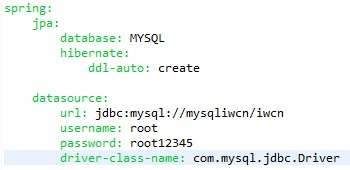 spring:
    jpa:
        database: MYSQL
        hibernate:
            ddl-auto: create
    datasource:
        url: jdbc:mysql://mysqliwcn/iwcn
        username: root
        password: root12345
        driver-class-name: com.mysql.jdbc.Driver